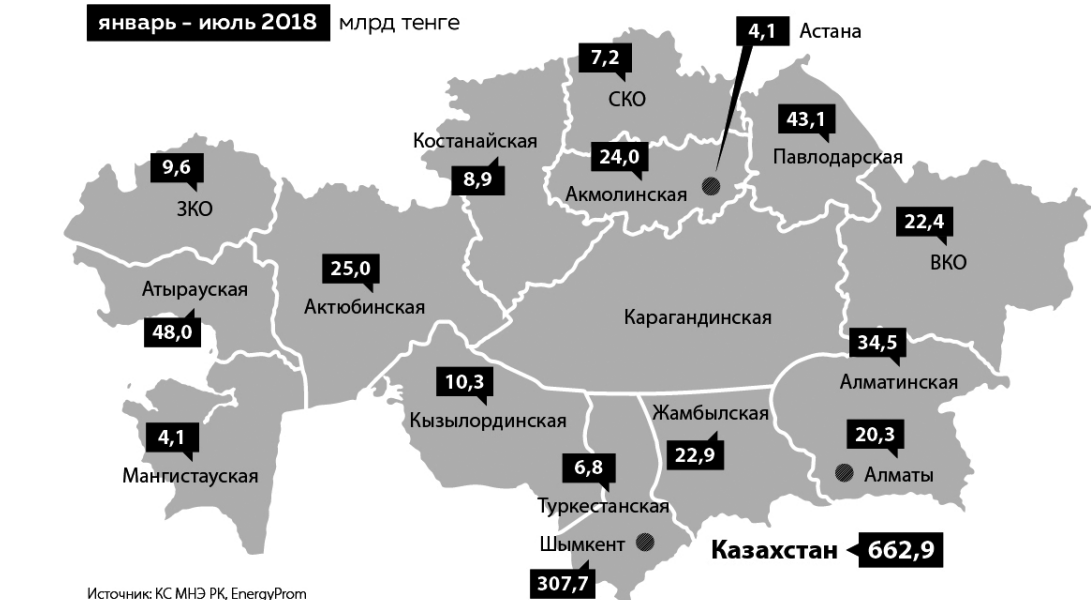 январь – июль 2018 млрд тенге
4,1 Астана
7,2
СКО
43,1
Павлодарская
Костанайская
8,9
24,0
Акмолинская
9,6
ЗКО
22,4
ВКО
25,0
Актюбинская
Атырауская
48,0
Карагандинская
34,5
Алматинская
10,3
Кызылординская
Жамбылская
22,9
20,3
Алматы
4,1
Мангистауская
6,8
Туркестанская
Шымкент
307,7
Казахстан 662,9
Источник: КС МНЭ РК, EnergyProm